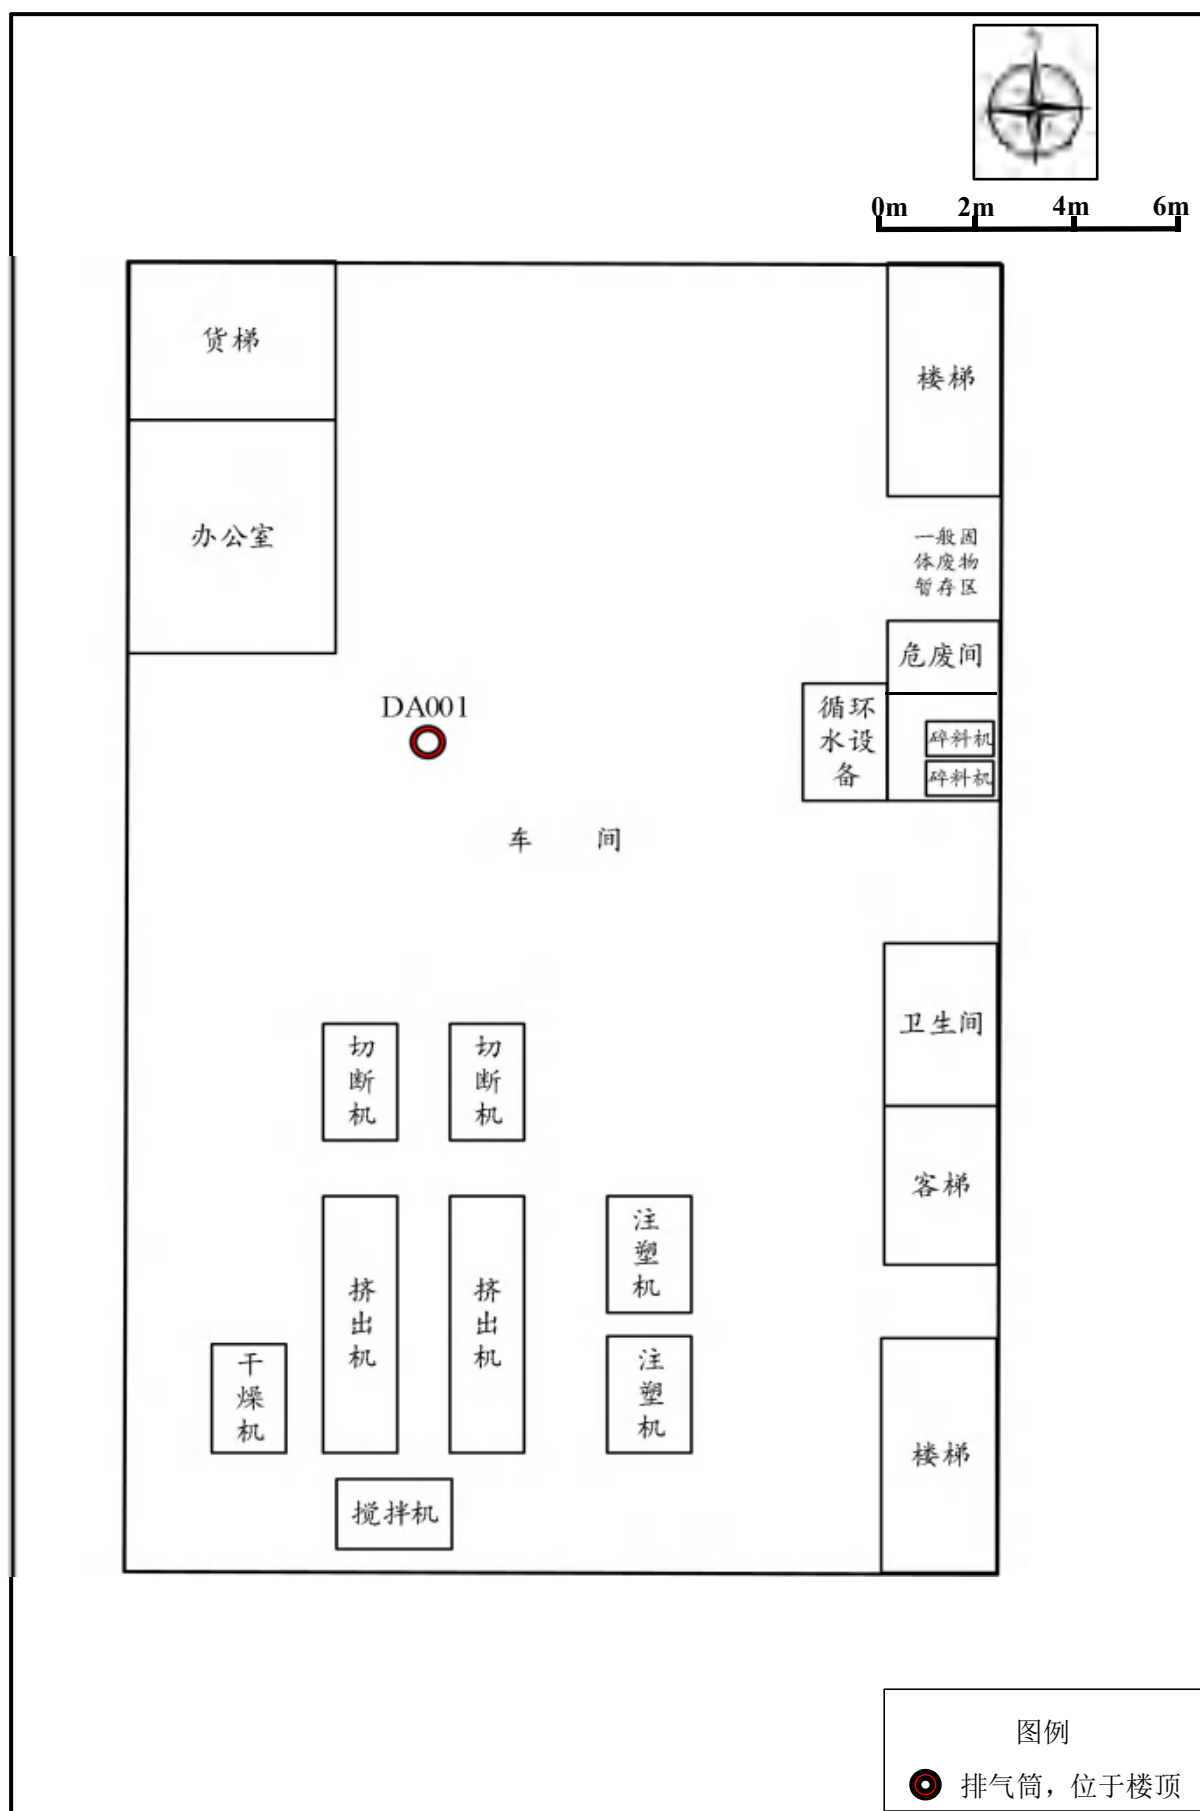 0m 2m 4m 6m
货梯
楼梯
办公室
一般固
体废物
暂存区
危废间
DA001
循环
水设
备
碎料机
碎料机
车 间
卫生间
切断机
切断机
客梯
挤出机
挤出机
注塑机
注塑机
干燥机
楼梯
搅拌机
图例
排气筒，位于楼顶